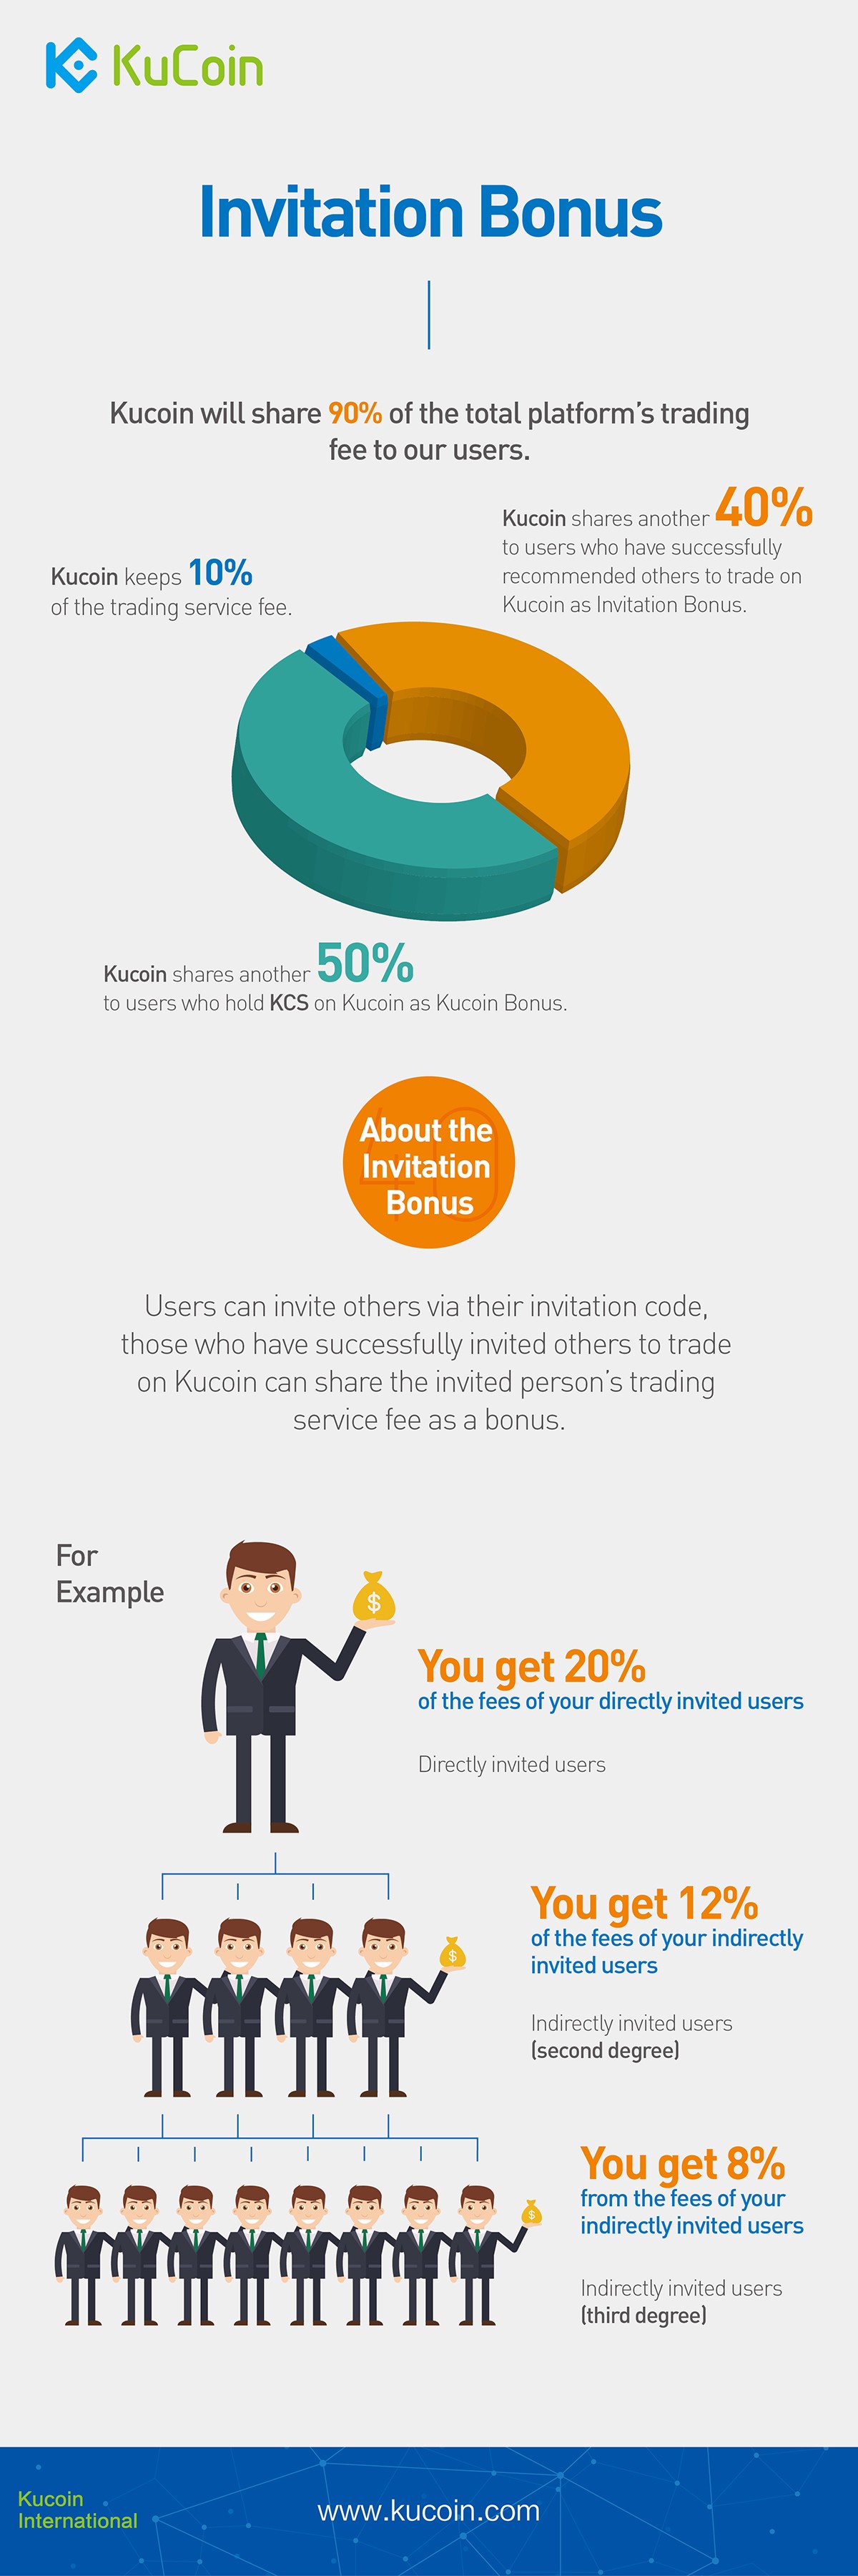 KuCoin
Invitation Bonus
Kucoin will share 90% of the total platform's trading
fee to our users.
Kucoin shares another 40%
to users who have successfully
recommended others to trade on
Kucoin as Invitation Bonus.
Kucoin keeps 10%
of the trading service fee.
Kucoin shares another 50%
to users who hold KCS on Kucoin as Kucoin Bonus.
40
About the
Invitation
Bonus
Users can invite others via their invitation code,
those who have successfully invited others to trade
on Kucoin can share the invited person's trading
service fee as a bonus.
For
Example
$
You get 20%
of the fees of your directly invited users
Directly invited users
You get 12%
of the fees of your indirectly
invited users
$
Indirectly invited users
(second degree)
You get 8%
from the fees of your
indirectly invited users
$
Indirectly invited users
(third degree)
Kucoin
International
www.kucoin.com